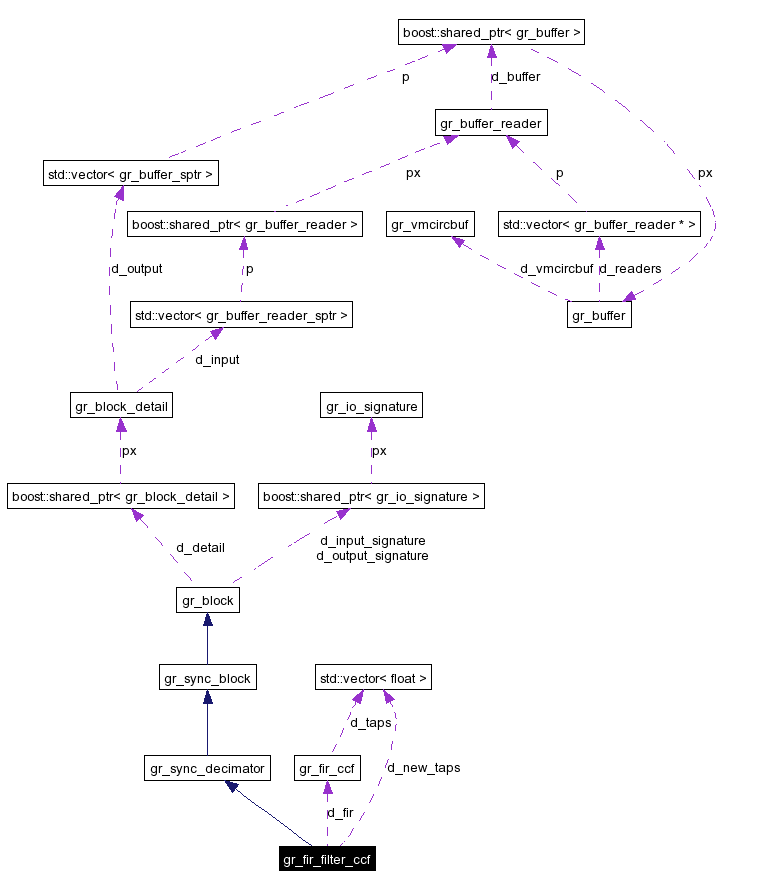 boost::shared_ptr< gr_buffer >
p
d_buffer
gr_buffer_reader
std::vector< gr_buffer_sptr >
px
p
px
boost::shared_ptr< gr_buffer_reader >
gr_vmcircbuf
std::vector< gr_buffer_reader * >
d_output
p
d_vmcircbuf
d_readers
std::vector< gr_buffer_reader_sptr >
gr_buffer
d_input
gr_block_detail
gr_io_signature
px
px
boost::shared_ptr< gr_block_detail >
boost::shared_ptr< gr_io_signature >
d_detail
d_input_signature
d_output_signature
gr_block
gr_sync_block
std::vector< float >
d_taps
gr_sync_decimator
gr_fir_ccf
d_new_taps
d_fir
gr_fir_filter_ccf